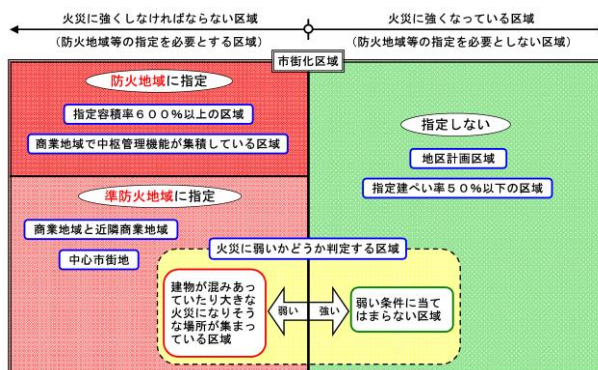 火災に強くしなければならない区域
火災に強くなっている区域
(防火地域等の指定を必要とする区域)
(防火地域等の指定を必要としない区域)
市街化区域
防火地域に指定
指定容積率600%以上の区域
商業地域で中枢管理機能が集積している区域
準防火地域に指定
商業地域と近隣商業地域
中心市街地
指定しない
地区計画区域
指定建ぺい率50%以下の区域
火災に弱いかどうか判定する区域
建物が混みあっ
ていたり大きな
火災になりそう
な場所が集まっ
ている区域
弱い
強い
弱い条件に当て
はまらない区域